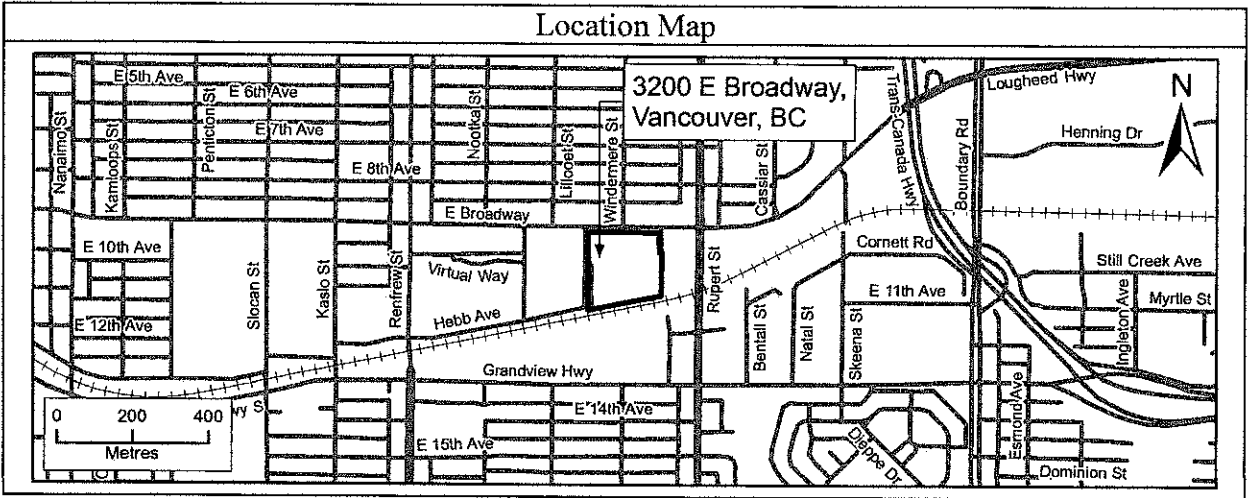 Location Map
E 5th Ave
E 6th Ave
E 7th Ave
E 8th Ave
Nanaimo St
Kamloops St
Penticton St
Nootka St
Lillooet St
Windermere St
3200 E Broadway,
Vancouver, BC
Cassiar St
Trans-Canada Hwy
Boundary Rd
Lougheed Hwy
Henning Dr
N
E Broadway
E 10th Ave
E 12th Ave
Slocan St
Kaslo St
Renfrew St
Virtual Way
Hebb Ave
Rupert St
Bentall St
Natal St
Skeena St
Cornett Rd
E 11th Ave
Still Creek Ave
Myrtle St
Ingleton Ave
Grandview Hwy
E 14th Ave
E 15th Ave
Dieppe Dr
Esmond Ave
Dominion St
0 200 400
Metres